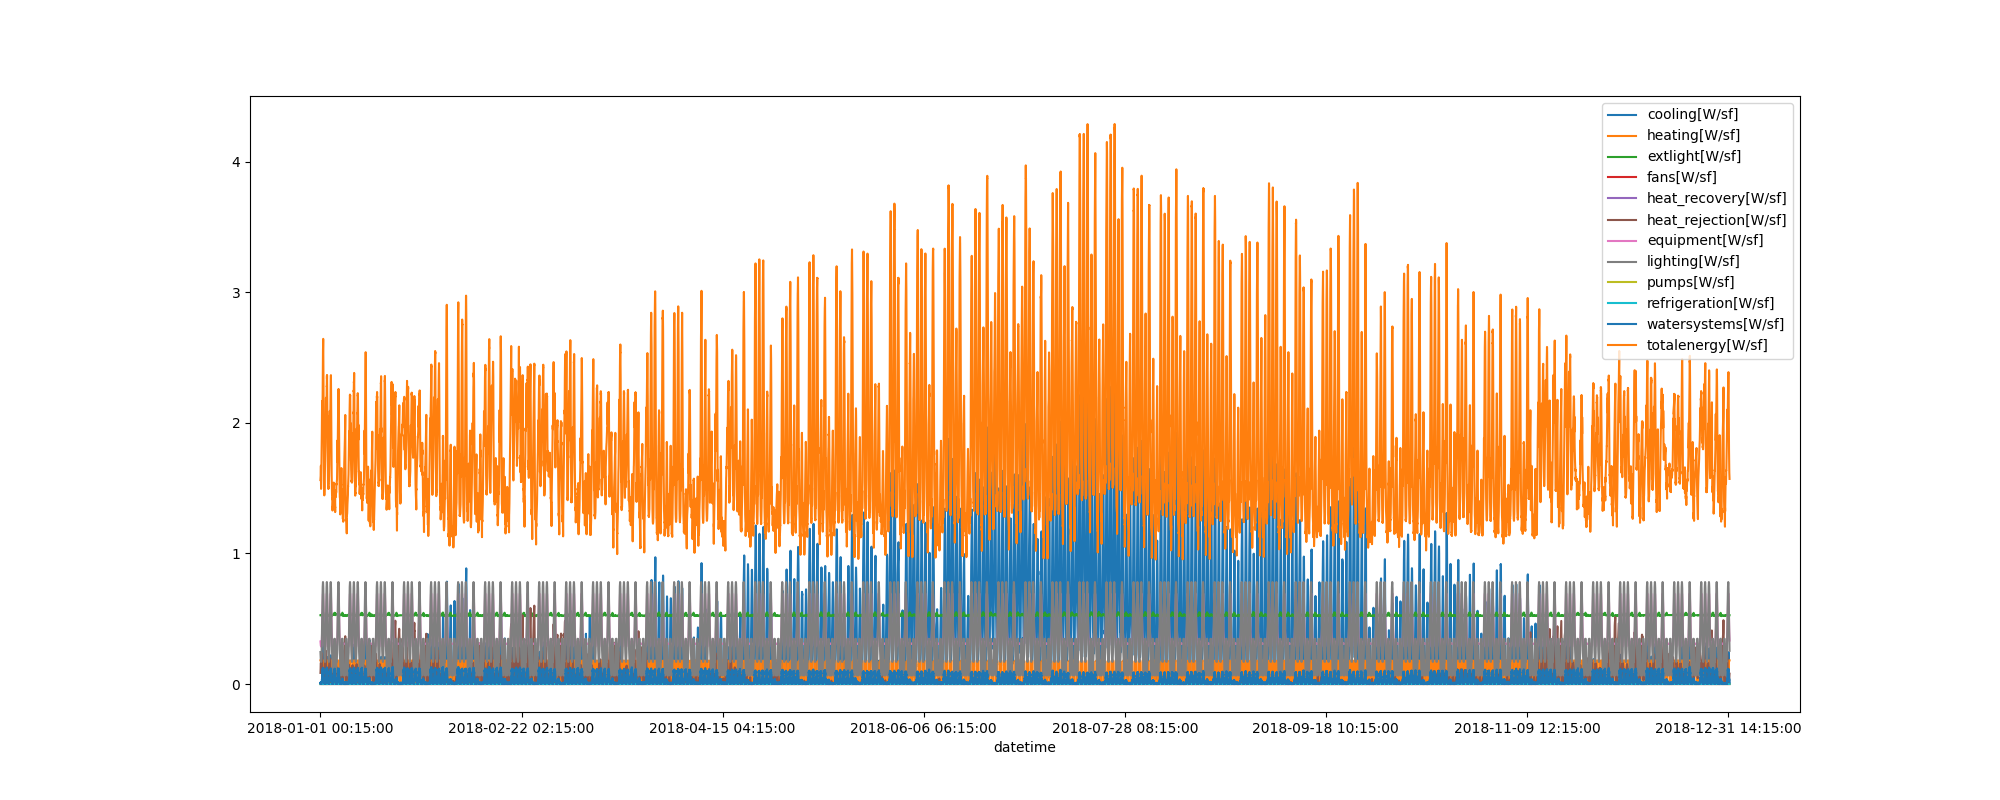 cooling[W/sf]
heating[W/sf]
extlight[W/sf]
fans[W/sf]
heat_recovery[W/sf]
heat_rejection[W/sf]
equipment[W/sf]
lighting[W/sf]
pumps[W/sf]
refrigeration[W/sf]
watersystems[W/sf]
totalenergy[W/sf]
4
3
2
1
0
2018-01-01 00:15:00 2018-02-22 02:15:00 2018-04-15 04:15:00 2018-06-06 06:15:00 2018-07-28 08:15:00 2018-09-18 10:15:00 2018-11-09 12:15:00 2018-12-31 14:15:00
datetime